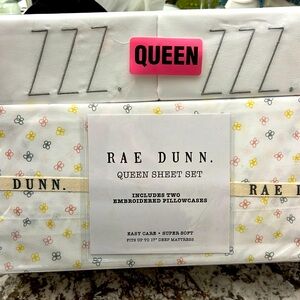 ZZZ.
QUEEN
ZZZ.
RAE DUNN.
QUEEN SHEET SET
INCLUDES TWO
EMBROIDERED PILLOWCASES
EASY CARE • SUPER SOFT
FITS UP TO 17" DEEP MATTRESS
DUNN.
RAE